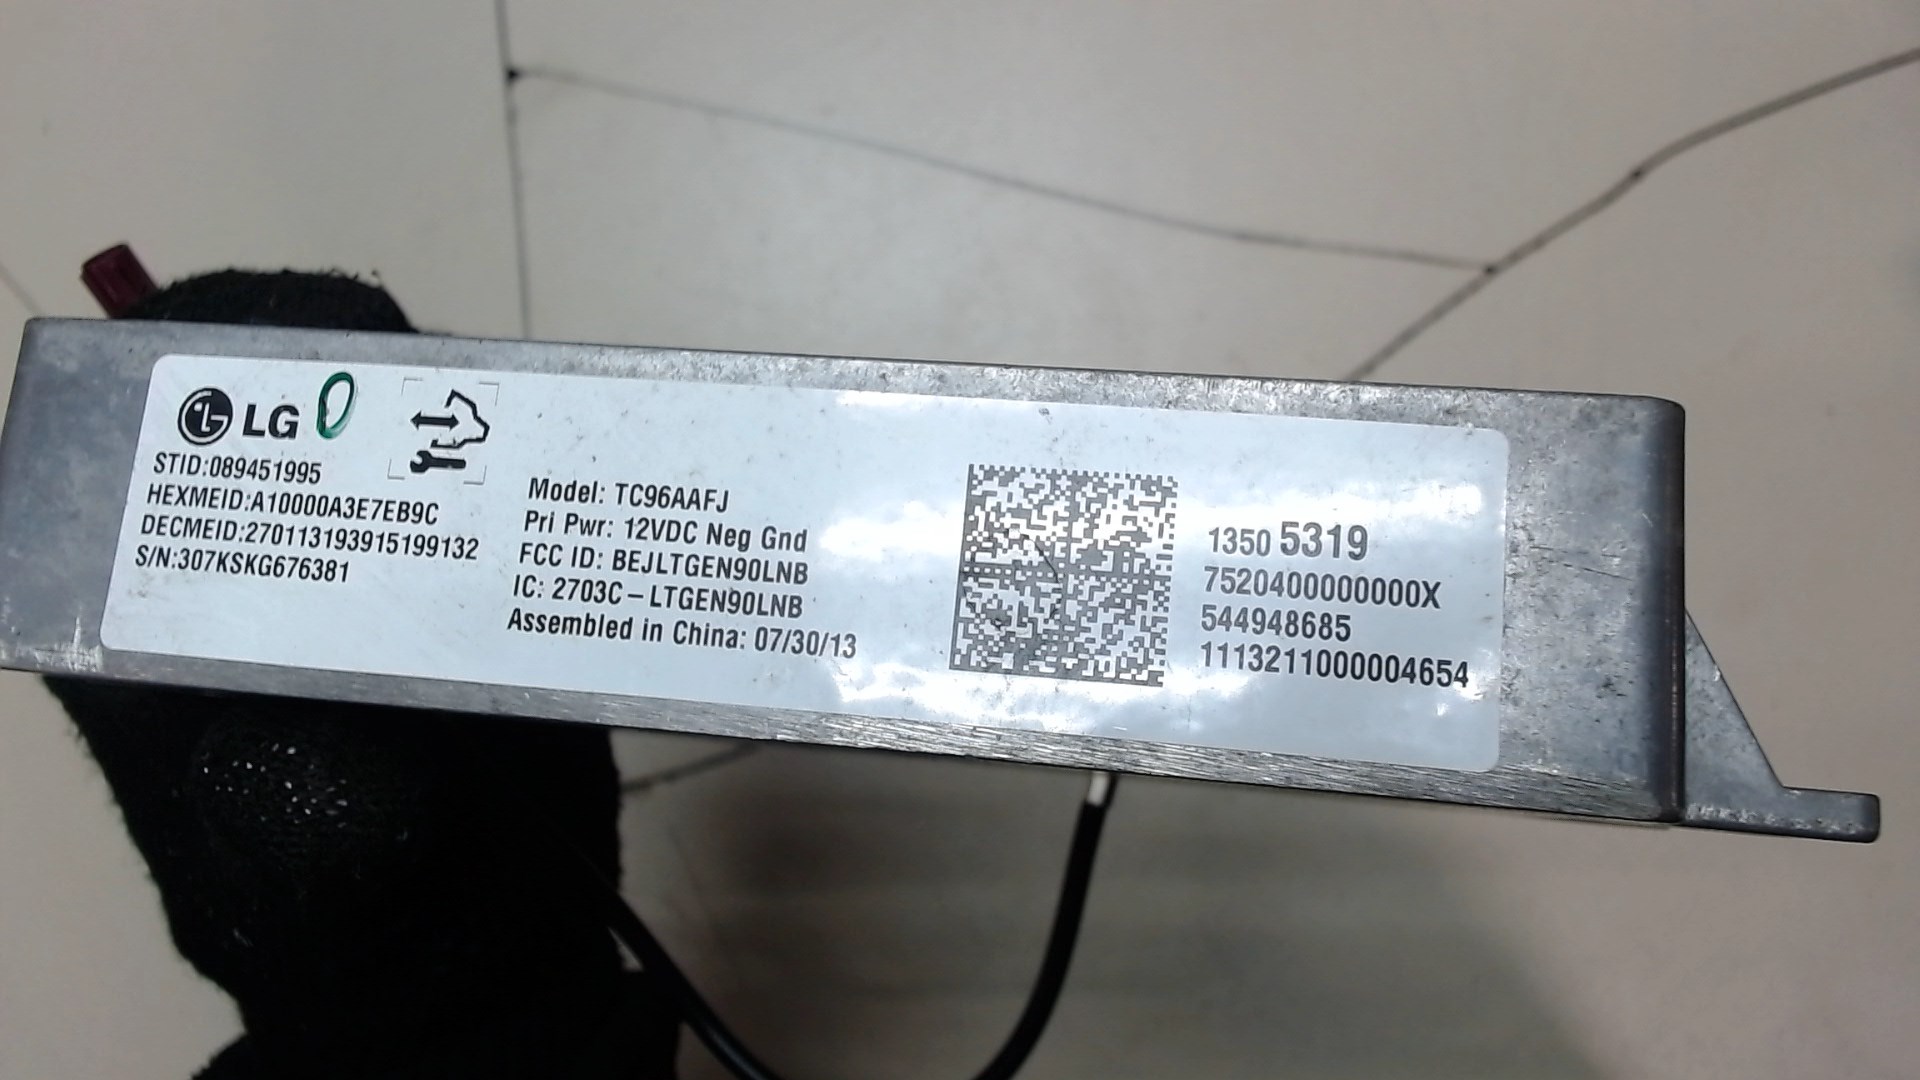 LG 0
STID:089451995
HEXMEID:A10000A3E7EB9C
DECMEID:270113193915199132
S/N:307KSKG676381
Model: TC96AAFJ
Pri Pwr: 12VDC Neg Gnd
FCC ID: BEJLTGEN90LNB
IC: 2703C-LTGEN90LNB
Assembled in China: 07/30/13
1350 5319
7520400000000X
544948685
1113211000004654